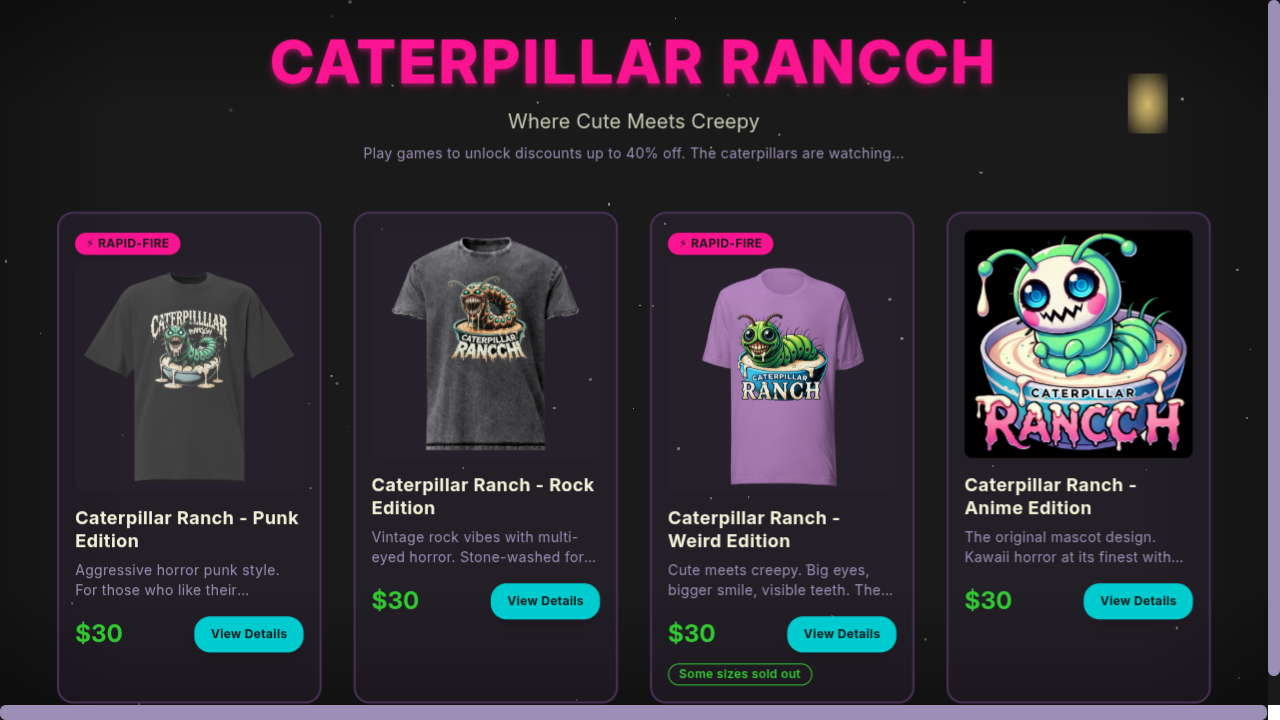 CATERPILLAR RANCCH
Where Cute Meets Creepy
Play games to unlock discounts up to 40% off. The caterpillars are watching...
⚡ RAPID-FIRE
CATERPILLLLAR
RANCCH
Caterpillar Ranch - Punk
Edition
Aggressive horror punk style.
For those who like their...
$30
View Details
CATERPILLAR
RANCCH
Caterpillar Ranch - Rock
Edition
Vintage rock vibes with multi-
eyed horror. Stone-washed for...
$30
View Details
⚡ RAPID-FIRE
CATERPILLAR
RANCH
Caterpillar Ranch -
Weird Edition
Cute meets creepy. Big eyes,
bigger smile, visible teeth. The...
$30
View Details
Some sizes sold out
CATERPILLAR
RANCCH
Caterpillar Ranch -
Anime Edition
The original mascot design.
Kawaii horror at its finest with...
$30
View Details